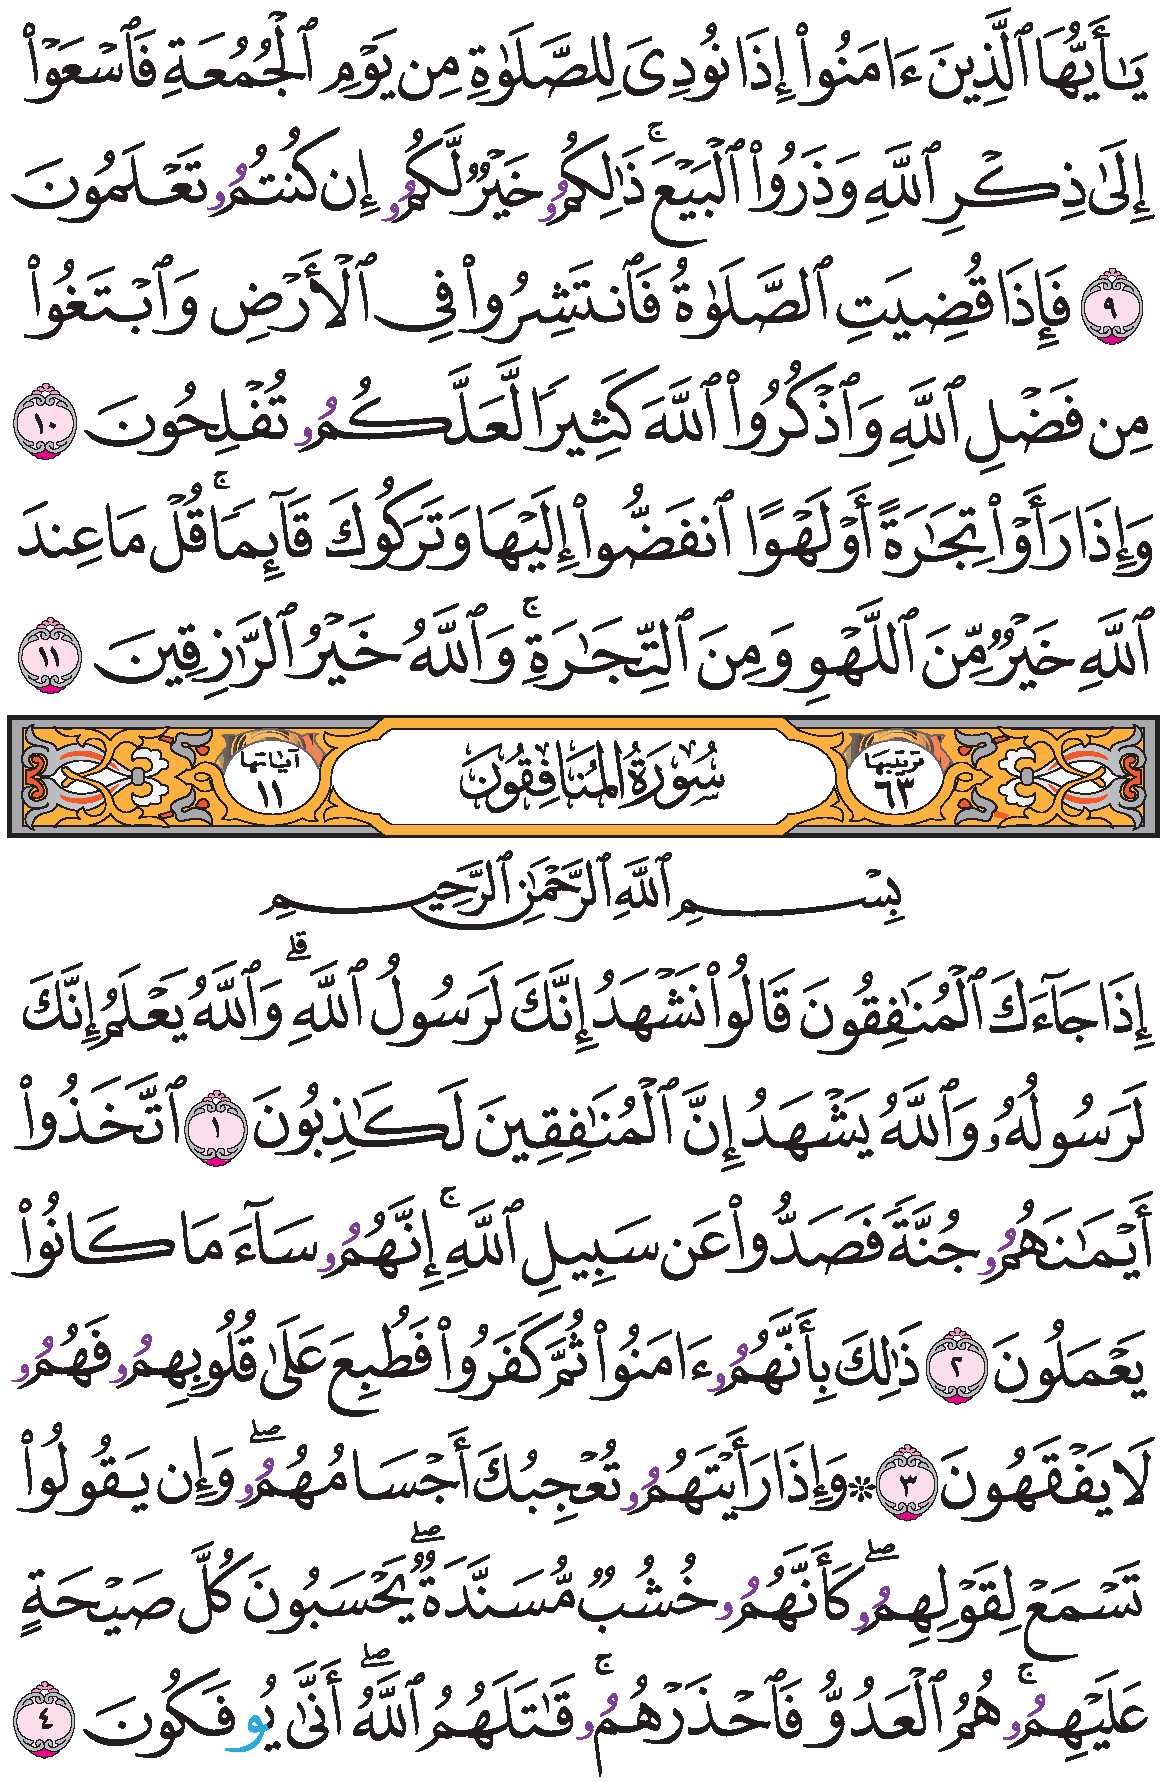 يَٰٓأَيُّهَا ٱلَّذِينَ ءَامَنُوٓا۟ إِذَا نُودِىَ لِلصَّلَوٰةِ مِن يَوْمِ ٱلْجُمُعَةِ فَٱسْعَوْا۟
إِلَىٰ ذِكْرِ ٱللَّهِ وَذَرُوا۟ ٱلْبَيْعَ ۚ ذَٰلِكُمُۥ خَيْرٌ لَّكُمُۥ إِن كُنتُمُۥ تَعْلَمُونَ
٩ فَإِذَا قُضِيَتِ ٱلصَّلَوٰةُ فَٱنتَشِرُوا۟ فِى ٱلْأَرْضِ وَٱبْتَغُوا۟
مِن فَضْلِ ٱللَّهِ وَٱذْكُرُوا۟ ٱللَّهَ كَثِيرًا لَّعَلَّكُمُۥ تُفْلِحُونَ ١٠
وَإِذَا رَأَوْا۟ تِجَٰرَةً أَوْ لَهْوًا ٱنفَضُّوٓا۟ إِلَيْهَا وَتَرَكُوكَ قَآئِمًا ۚ قُلْ مَا عِندَ
ٱللَّهِ خَيْرٌ مِّنَ ٱللَّهْوِ وَمِنَ ٱلتِّجَٰرَةِ ۚ وَٱللَّهُ خَيْرُ ٱلرَّٰزِقِينَ ١١
ترتيبها ٦٣ سُورَةُ المُنَافِقُونَ آياتها ١١
بِسْمِ ٱللَّهِ ٱلرَّحْمَٰنِ ٱلرَّحِيمِ
إِذَا جَآءَكَ ٱلْمُنَٰفِقُونَ قَالُوا۟ نَشْهَدُ إِنَّكَ لَرَسُولُ ٱللَّهِ ۗ وَٱللَّهُ يَعْلَمُ إِنَّكَ
لَرَسُولُهُۥ وَٱللَّهُ يَشْهَدُ إِنَّ ٱلْمُنَٰفِقِينَ لَكَٰذِبُونَ ١ ٱتَّخَذُوٓا۟
أَيْمَٰنَهُمُۥ جُنَّةً فَصَدُّوا۟ عَن سَبِيلِ ٱللَّهِ ۚ إِنَّهُمُۥ سَآءَ مَا كَانُوا۟
يَعْمَلُونَ ٢ ذَٰلِكَ بِأَنَّهُمُۥ ءَامَنُوا۟ ثُمَّ كَفَرُوا۟ فَطُبِعَ عَلَىٰ قُلُوبِهِمُۥ فَهُمُۥ
لَا يَفْقَهُونَ ٣ ۞ وَإِذَا رَأَيْتَهُمُۥ تُعْجِبُكَ أَجْسَامُهُمُۥ ۖ وَإِن يَقُولُوا۟
تَسْمَعْ لِقَوْلِهِمُۥ ۖ كَأَنَّهُمُۥ خُشُبٌ مُّسَنَّدَةٌ ۖ يَحْسَبُونَ كُلَّ صَيْحَةٍ
عَلَيْهِمُۥ ۚ هُمُ ٱلْعَدُوُّ فَٱحْذَرْهُمُۥ ۚ قَٰتَلَهُمُ ٱللَّهُ ۖ أَنَّىٰ يُوفَكُونَ ٤